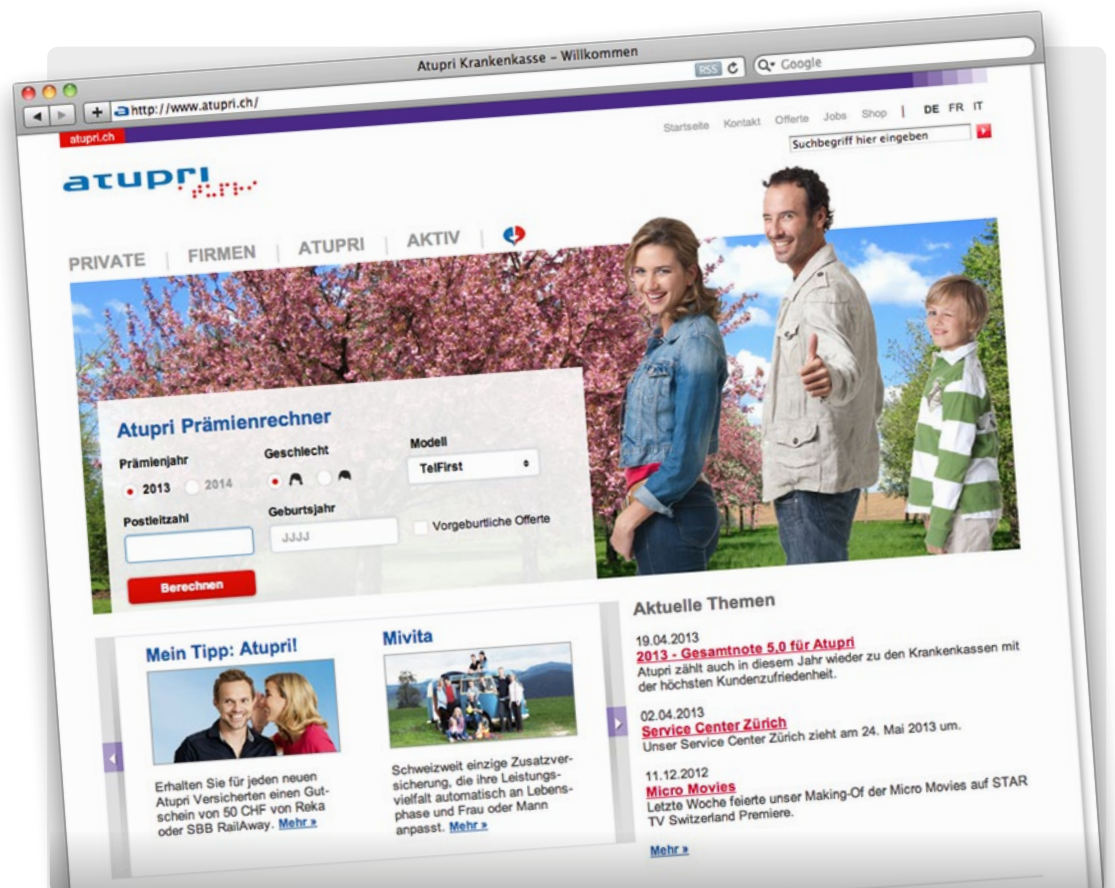 Atupri Krankenkasse – Willkommen
http://www.atupri.ch/
RSS
Google
atupri.ch
Startseite Kontakt Offerte Jobs Shop | DE FR IT
Suchbegriff hier eingeben
atupri
PRIVATE | FIRMEN | ATUPRI | AKTIV |
Atupri Prämienrechner
Prämienjahr
Geschlecht
Modell
2013 2014
TelFirst
Postleitzahl
Geburtsjahr
JJJJ
Vorgeburtliche Offerte
Berechnen
Mein Tipp: Atupri!
Erhalten Sie für jeden neuen
Atupri Versicherten einen Gut-
schein von 50 CHF von Reka
oder SBB RailAway. Mehr »
Mivita
Schweizweit einzige Zusatzver-
sicherung, die ihre Leistungs-
vielfalt automatisch an Lebens-
phase und Frau oder Mann
anpasst. Mehr »
Aktuelle Themen
19.04.2013
2013 - Gesamtnote 5,0 für Atupri
Atupri zählt auch in diesem Jahr wieder zu den Krankenkassen mit
der höchsten Kundenzufriedenheit.
02.04.2013
Service Center Zürich
Unser Service Center Zürich zieht am 24. Mai 2013 um.
11.12.2012
Micro Movies
Letzte Woche feierte unser Making-Of der Micro Movies auf STAR
TV Switzerland Premiere.
Mehr »